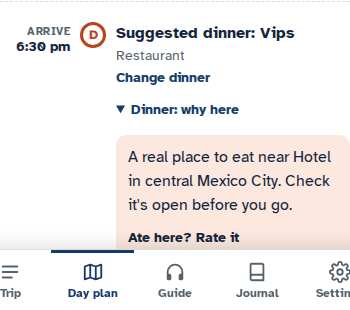 ARRIVE
6:30 pm
D
Suggested dinner: Vips
Restaurant
Change dinner
▼ Dinner: why here
A real place to eat near Hotel
in central Mexico City. Check
it's open before you go.
Ate here? Rate it
Trip
Day plan
Guide
Journal
Settin